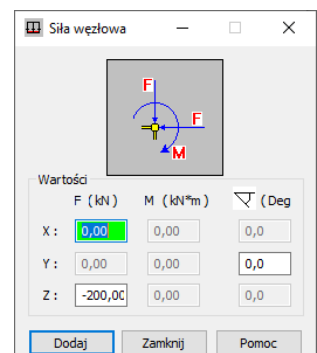 Siła węzłowa
F
F
M
Wartości
F (kN) M (kN*m) (Deg
X: 0,00 0,00 0,0
Y: 0,00 0,00 0,0
Z: -200,00 0,00 0,0
Dodaj Zamknij Pomoc